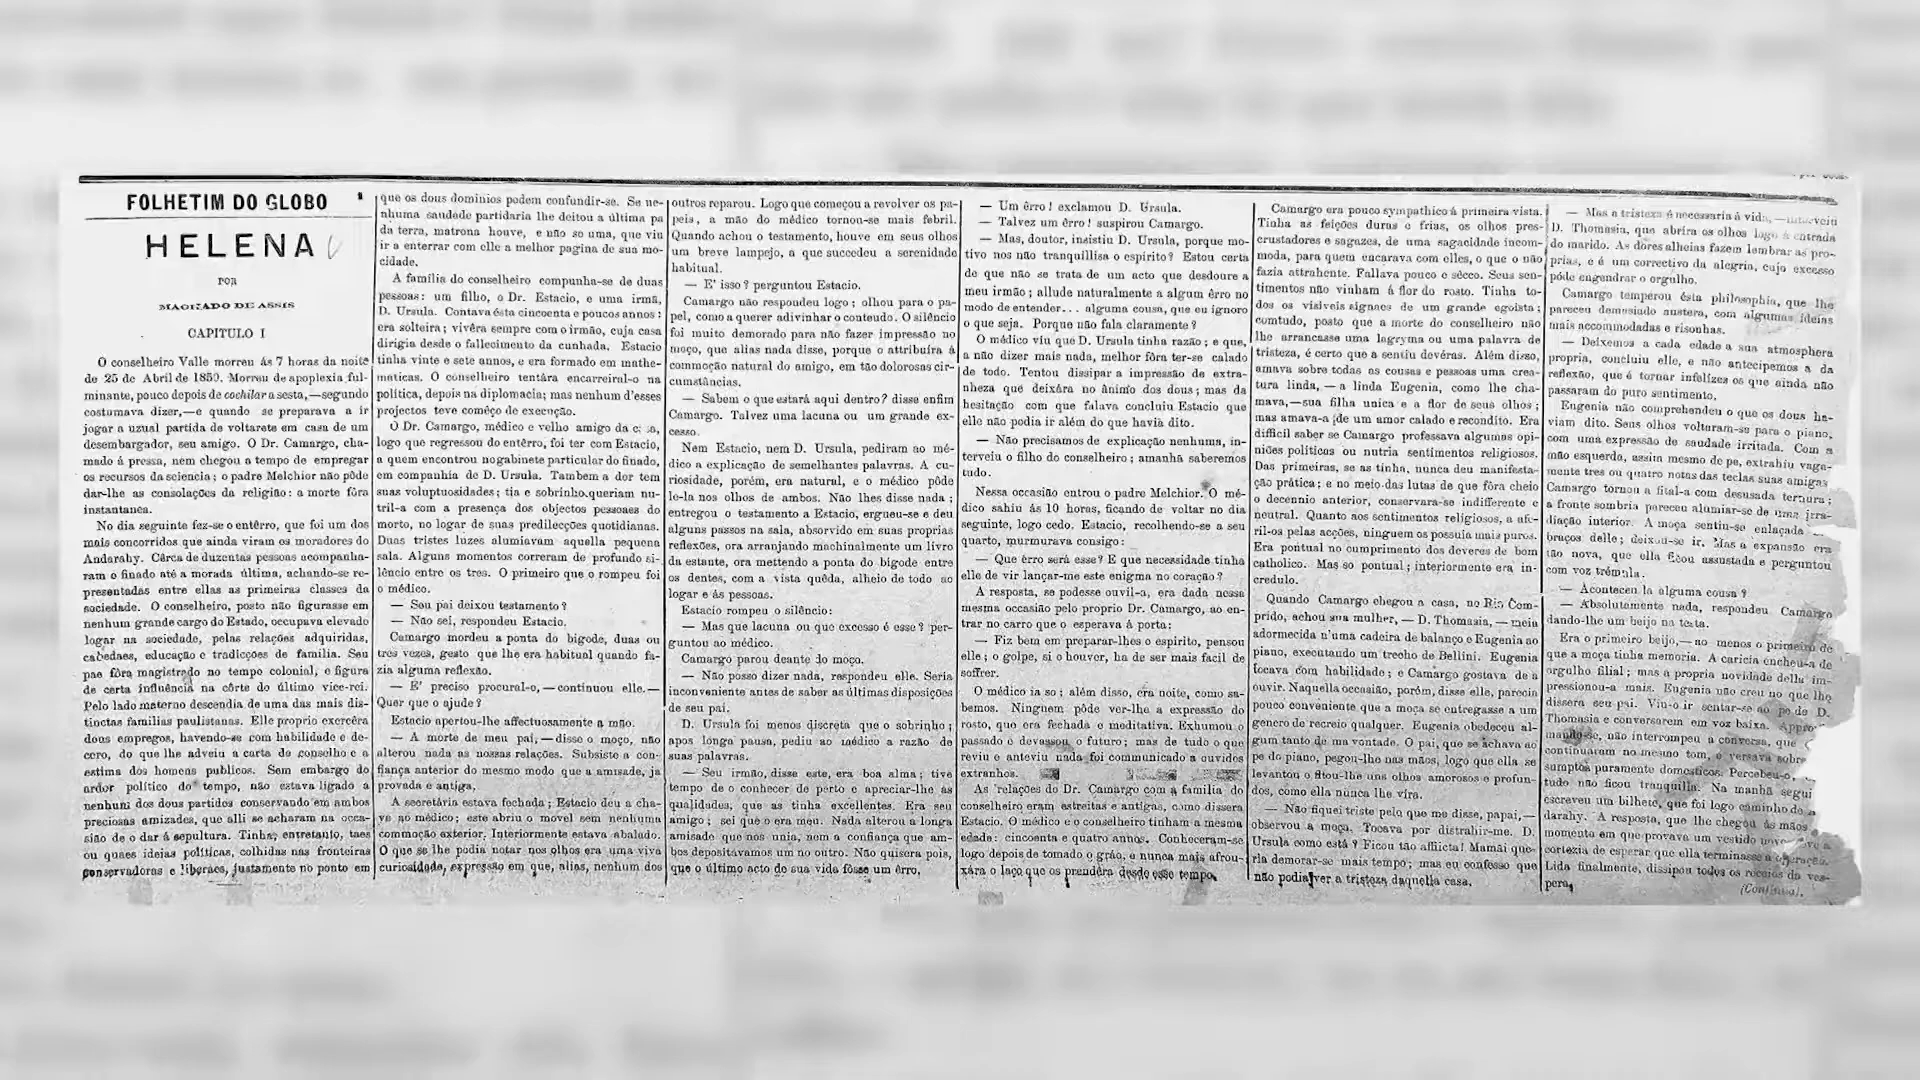 FOLHETIM DO GLOBO
HELENA
POR
MACHADO DE ASSIS
CAPITULO I
O conselheiro Valle morreu ás 7 horas da noite
de 25 de Abril de 1859. Morreu de apoplexia ful-
minante, pouco depois de cochilar a sesta,—segundo
costumava dizer,—e quando se preparava a ir
jogar a uzual partida de voltarete em casa de um
desembargador, seu amigo. O Dr. Camargo, cha-
mado á pressa, nem chegou a tempo de empregar
os recursos da sciencia; o padre Melchior não pôde
dar-lhe as consolações da religião: a morte fôra
instantanea.
No dia seguinte fez-se o entêrro, que foi um dos
mais concorridos que ainda viram os moradores do
Andarahy. Cêrca de duzentas pessoas acompanha-
ram o finado até a morada última, achando-se re-
presentadas entre ellas as primeiras classes da
sociedade. O conselheiro, posto não figurasse em
nenhum grande cargo do Estado, occupava elevado
logar na sociedade, pelas relações adquiridas,
cabedaes, educação e tradicções de familia. Seu
pae fôra magistrado no tempo colonial, e figura
de certa influência na côrte do último vice-rei.
Pelo lado materno descendia de uma das mais dis-
tinctas familias paulistanas. Elle proprio exercêra
dous empregos, havendo-se com habilidade e de-
coro, do que lhe adveiu a carta do conselho e a
estima dos homens publicos. Sem embargo do
ardor político do tempo, não estava ligado a
nenhum dos dous partidos conservando em ambos
preciosas amizades, que alli se acharam na occa-
sião de o dar á sepultura. Tinha, entretanto, taes
ou quaes ideias políticas, colhidas nas fronteiras
conservadoras e liberaes, justamente no ponto em
que os dous dominios podem confundir-se. Se ne-
nhuma saudade partidaria lhe deitou a última pa
da terra, matrona houve, e não so uma, que viu
ir a enterrar com elle a melhor pagina de sua mo-
cidade.
A familia do conselheiro compunha-se de duas
pessoas: um filho, o Dr. Estacio, e uma irmã,
D. Ursula. Contava ésta cincoenta e poucos annos:
era solteira; vivêra sempre com o irmão, cuja casa
dirigia desde o fallecimento da cunhada. Estacio
tinha vinte e sete annos, e era formado em mathe-
maticas. O conselheiro tentára encarreiral-o na
política, depois na diplomacia; mas nenhum d'esses
projectos teve comêço de execução.
O Dr. Camargo, médico e velho amigo da
logo que regressou do entêrro, foi ter com Estacio,
a quem encontrou no gabinete particular do finado,
em companhia de D. Ursula. Tambem a dor tem
suas voluptuosidades; tia e sobrinho queriam nu-
tril-a com a presença dos objectos pessoaes do
morto, no logar de suas predilecções quotidianas.
Duas tristes luzes alumiavam aquella pequena
sala. Alguns momentos correram de profundo si-
lêncio entre os tres. O primeiro que o rompeu foi
o médico.
— Seu pai deixou testamento?
— Não sei, respondeu Estacio.
Camargo mordeu a ponta do bigode, duas ou
tres vezes, gesto que lhe era habitual quando fa-
zia alguma reflexão.
— E' preciso procural-o,—continuou elle.—
Quer que o ajude?
Estacio apertou-lhe affectuosamente a mão.
— A morte de meu pai,—disse o moço, não
alterou nada as nossas relações. Subsiste a con-
fiança anterior do mesmo modo que a amisade, ja
provada e antiga.
A secretária estava fechada; Estacio deu a cha-
ve ao médico; este abriu o movel sem nenhuma
commoção exterior. Interiormente estava abalado.
O que se lhe podia notar nos olhos era uma viva
curiosidade, expressão em que, alias, nenhum dos
outros reparou. Logo que começou a revolver os pa-
peis, a mão do médico tornou-se mais febril.
Quando achou o testamento, houve em seus olhos
um breve lampejo, a que succedeu a serenidade
habitual.
— E' isso? perguntou Estacio.
Camargo não respondeu logo; olhou para o pa-
pel, como a querer adivinhar o conteudo. O silêncio
foi muito demorado para não fazer impressão no
moço, que alias nada disse, porque o attribuíra á
commoção natural do amigo, em tão dolorosas cir-
cumstâncias.
— Sabem o que estará aqui dentro? disse enfim
Camargo. Talvez uma lacuna ou um grande ex-
cesso.
Nem Estacio, nem D. Ursula, pediram ao mé-
dico a explicação de semelhantes palavras. A cu-
riosidade, porém, era natural, e o médico pôde
le-la nos olhos de ambos. Não lhes disse nada;
entregou o testamento a Estacio, ergueu-se e deu
alguns passos na sala, absorvido em suas proprias
reflexões, ora arranjando machinalmente um livro
da estante, ora mettendo a ponta do bigode entre
os dentes, com a vista quêda, alheio de todo ao
logar e ás pessoas.
Estacio rompeu o silêncio:
— Mas que lacuna ou que excesso é esse? per-
guntou ao médico.
Camargo parou deante do moço.
— Não posso dizer nada, respondeu elle. Seria
inconveniente antes de saber as últimas disposições
de seu pai.
D. Ursula foi menos discreta que o sobrinho;
apos longa pausa, pediu ao médico a razão de
suas palavras.
— Seu irmão, disse este, era boa alma; tive
tempo de o conhecer de perto e apreciar-lhe as
qualidades, que as tinha excellentes. Era seu
amigo; sei que o era meu. Nada alterou a longa
amisade que nos unia, nem a confiança que am-
bos depositavamos um no outro. Não quisera pois,
que o último acto de sua vida fôsse um êrro,
— Um êrro! exclamou D. Ursula.
— Talvez um êrro! suspirou Camargo.
— Mas, doutor, insistiu D. Ursula, porque mo-
tivo nos não tranquillisa o espirito? Estou certa
de que não se trata de um acto que desdoure a
meu irmão; allude naturalmente a algum êrro no
modo de entender... alguma cousa, que eu ignoro
o que seja. Porque não fala claramente?
O médico viu que D. Ursula tinha razão; e que,
a não dizer mais nada, melhor fôra ter-se calado
de todo. Tentou dissipar a impressão de extra-
nheza que deixára no ânimo dos dous; mas da
hesitação com que falava concluiu Estacio que
elle não podia ir além do que havia dito.
— Não precisamos de explicação nenhuma, in-
terveiu o filho do conselheiro; amanhã saberemos
tudo.
Nessa occasião entrou o padre Melchior. O mé-
dico sahiu ás 10 horas, ficando de voltar no dia
seguinte, logo cedo. Estacio, recolhendo-se a seu
quarto, murmurava consigo:
— Que êrro será esse? E que necessidade tinha
elle de vir lançar-me este enigma no coração?
A resposta, se podesse ouvil-a, era dada nessa
mesma occasião pelo proprio Dr. Camargo, ao en-
trar no carro que o esperava á porta:
— Fiz bem em preparar-lhes o espirito, pensou
elle; o golpe, si o houver, ha de ser mais facil de
soffrer.
O médico ia so; além disso, era noite, como sa-
bemos. Ninguem pôde ver-lhe a expressão do
rosto, que era fechada e meditativa. Exhumou o
passado e devassou o futuro; mas de tudo o que
reviu e anteviu nada foi communicado a ouvidos
extranhos.
As relações do Dr. Camargo com a familia do
conselheiro eram estreitas e antigas, como dissera
Estacio. O médico e o conselheiro tinham a mesma
edade: cincoenta e quatro annos. Conheceram-se
logo depois de tomado o gráo, e nunca mais afrou-
xára o laço que os prendêra desde esse tempo.
Camargo era pouco sympathico á primeira vista.
Tinha as feições duras e frias, os olhos pres-
crustadores e sagazes, de uma sagacidade incom-
moda, para quem encarava com elles, o que o não
fazia attrahente. Fallava pouco e sêcco. Seus sen-
timentos não vinham á flor do rosto. Tinha to-
dos os visiveis signaes de um grande egoista;
comtudo, posto que a morte do conselheiro não
lhe arrancasse uma lagryma ou uma palavra de
tristeza, é certo que a sentiu devéras. Além disso,
amava sobre todas as cousas e pessoas uma crea-
tura linda, — a linda Eugenia, como lhe cha-
mava,—sua filha unica e a flor de seus olhos;
mas amava-a de um amor calado e recondito. Era
difficil saber se Camargo professava algumas opi-
niões políticas ou nutria sentimentos religiosos.
Das primeiras, se as tinha, nunca deu manifesta-
ção prática; e no meio das lutas de que fôra cheio
o decennio anterior, conservara-se indifferente e
neutral. Quanto aos sentimentos religiosos, a afe-
ril-os pelas acções, ninguem os possuia mais puros.
Era pontual no cumprimento dos deveres de bom
catholico. Mas so pontual; interiormente era in-
credulo.
Quando Camargo chegou a casa, no Rio Com-
prido, achou sua mulher, — D. Thomasia, — meia
adormecida n'uma cadeira de balanço e Eugenia ao
piano, executando um trecho de Bellini. Eugenia
tocava com habilidade; e Camargo gostava de a
ouvir. Naquella occasião, porém, disse elle, parecia
pouco conveniente que a moça se entregasse a um
genero de recreio qualquer. Eugenia obedeceu al-
gum tanto de ma vontade. O pai, que se achava ao
pe do piano, pegou-lhe nas mãos, logo que ella se
levantou e fitou-lhe uns olhos amorosos e profun-
dos, como ella nunca lhe vira.
— Não fiquei triste pelo que me disse, papai,—
observou a moça. Tocava por distrahir-me. D.
Ursula como está? Ficou tão afflicta! Mamãi que-
ria demorar-se mais tempo; mas eu confesso que
não podia ver a tristeza daquella casa.
— Mas a tristeza é necessaria á vida, —interveiu
D. Thomasia, que abrira os olhos logo á entrada
do marido. As dores alheias fazem lembrar as pro-
prias, e é um correctivo da alegria, cujo excesso
póde engendrar o orgulho.
Camargo temperou ésta philosophia, que lhe
pareceu demasiado austera, com algumas ideias
mais accommodadas e risonhas.
— Deixemos a cada edade a sua atmosphera
propria, concluiu elle, e não antecipemos a da
reflexão, que é tornar infelizes os que ainda não
passaram do puro sentimento.
Eugenia não comprehendeu o que os dous ha-
viam dito. Seus olhos voltaram-se para o piano,
com uma expressão de saudade irritada. Com a
mão esquerda, assim mesmo de pe, extrahiu vaga-
mente tres ou quatro notas das teclas suas amigas
Camargo tornou a fital-a com desusada ternura;
a fronte sombria pareceu alumiar-se de uma irra-
diação interior. A moça sentiu-se enlaçada
braços delle; deixou-se ir. Mas a expansão era
tão nova, que ella ficou assustada e perguntou
com voz trémula.
— Aconteceu la alguma cousa?
— Absolutamente nada, respondeu Camargo
dando-lhe um beijo na testa.
Era o primeiro beijo,— ao menos o primeiro de
que a moça tinha memoria. A caricia encheu-a de
orgulho filial; mas a propria novidade della im-
pressionou-a mais. Eugenia não creu no que lhe
dissera seu pai. Viu-o ir sentar-se ao pe de D.
Thomasia e conversarem em voz baixa. Appro-
mando-se, não interrompeu a conversa, que
continuaram no mesmo tom, e versava sobre
sumptos puramente domesticos. Percebeu-o,
tudo não ficou tranquilla. Na manhã segui
escreveu um bilhete, que foi logo caminho de
darahy. A resposta, que lhe chegou ás mãos
momento em que provava um vestido novo
cortezia de esperar que ella terminasse a operação.
Lida finalmente, dissipou todos os receios da ves-
pera.
(Continúa).